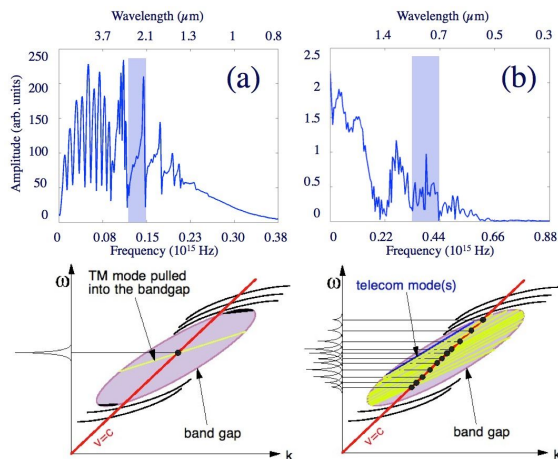 Wavelength (μm)
3.7 2.1 1.3 1 0.8
Amplitude (arb. units)
250
200
150
100
50
0
(a)
0 0.08 0.15 0.23 0.30 0.38
Frequency (10¹⁵ Hz)
Wavelength (μm)
1.4 0.7 0.5 0.3
2.5
2
1.5
1
0.5
0
(b)
0 0.22 0.44 0.66 0.88
Frequency (10¹⁵ Hz)
ω
TM mode pulled
into the bandgap
v=c
band gap
k
ω
telecom mode(s)
v=c
band gap
k